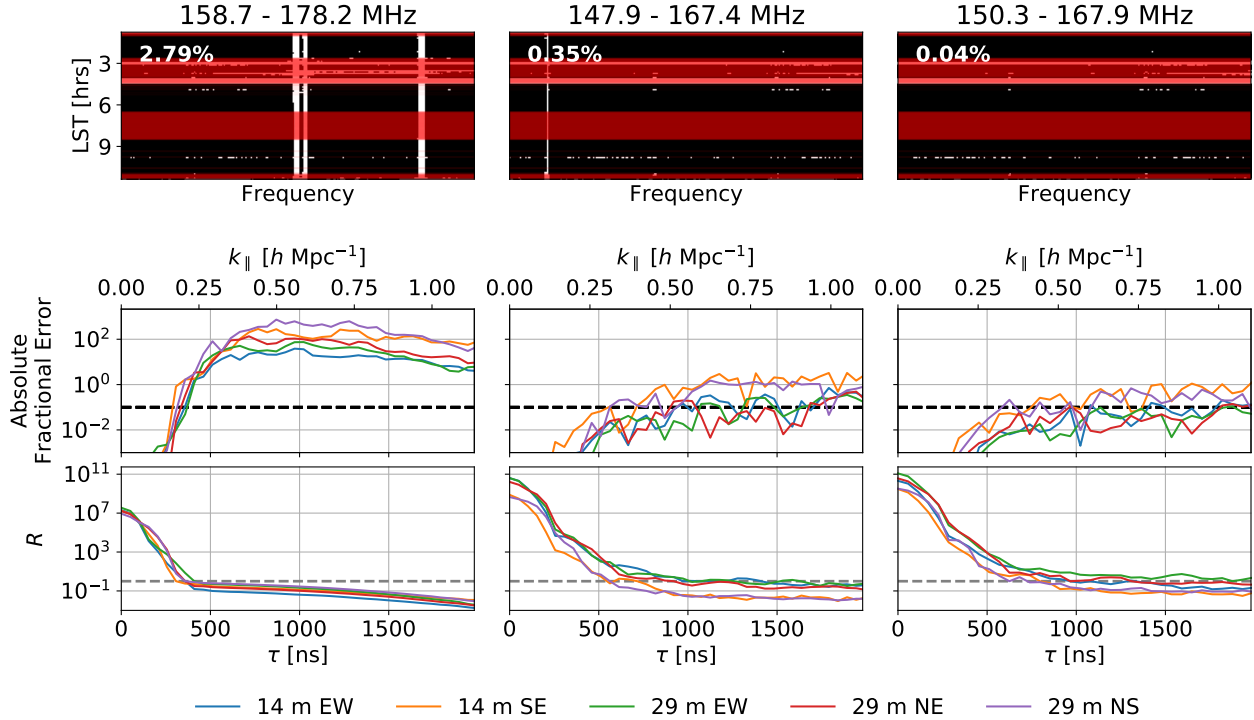 158.7 - 178.2 MHz
147.9 - 167.4 MHz
150.3 - 167.9 MHz
2.79%
0.35%
0.04%
LST [hrs]
3
6
9
Frequency
Frequency
Frequency
k∥ [h Mpc⁻¹]
k∥ [h Mpc⁻¹]
k∥ [h Mpc⁻¹]
0.00 0.25 0.50 0.75 1.00
0.00 0.25 0.50 0.75 1.00
0.00 0.25 0.50 0.75 1.00
Absolute
Fractional Error
10²
10⁰
10⁻²
R
10¹¹
10⁷
10³
10⁻¹
0 500 1000 1500
0 500 1000 1500
0 500 1000 1500
τ [ns]
τ [ns]
τ [ns]
14 m EW
14 m SE
29 m EW
29 m NE
29 m NS